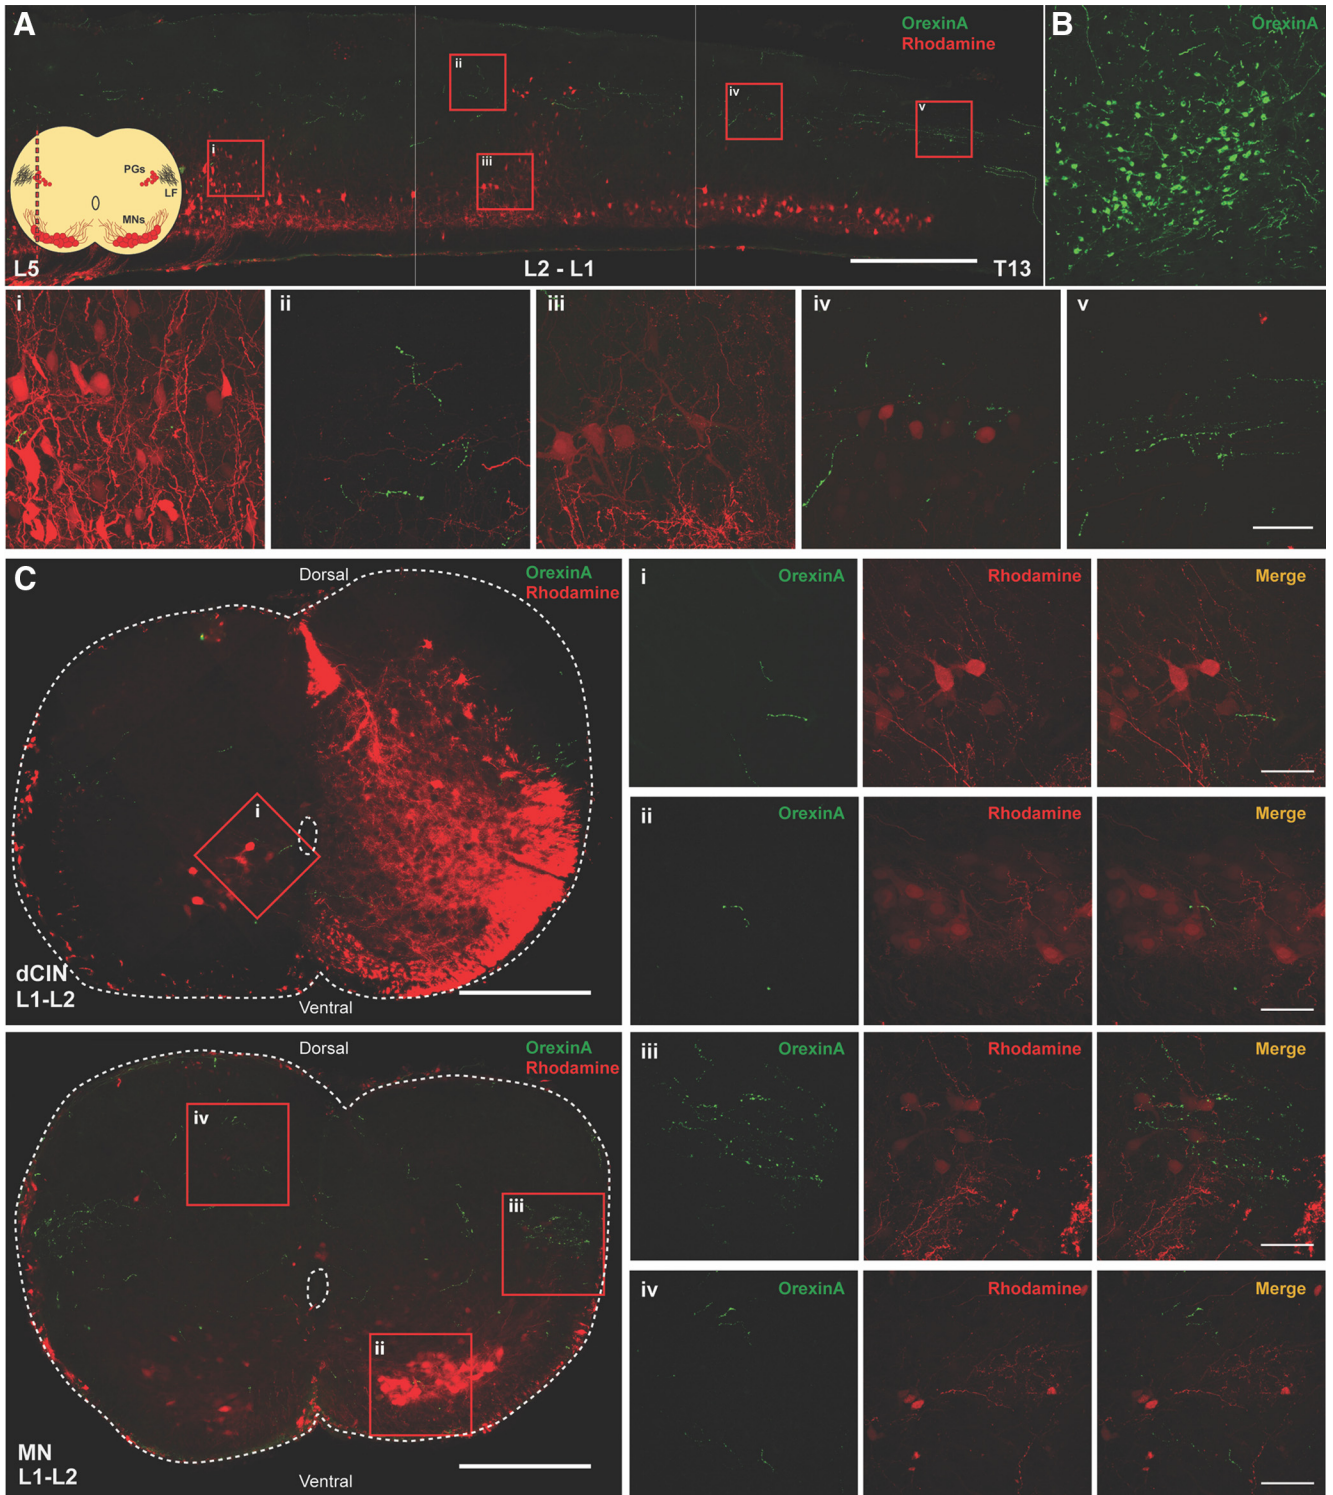 A
OrexinA
Rhodamine
i
ii
iii
iv
v
PGs
LF
MNs
L5
L2 - L1
T13
B
OrexinA
i
ii
iii
iv
v
C
Dorsal
OrexinA
Rhodamine
i
dCIN
L1-L2
Ventral
i
OrexinA
Rhodamine
Merge
ii
OrexinA
Rhodamine
Merge
Dorsal
OrexinA
Rhodamine
iv
iii
ii
MN
L1-L2
Ventral
iii
OrexinA
Rhodamine
Merge
iv
OrexinA
Rhodamine
Merge